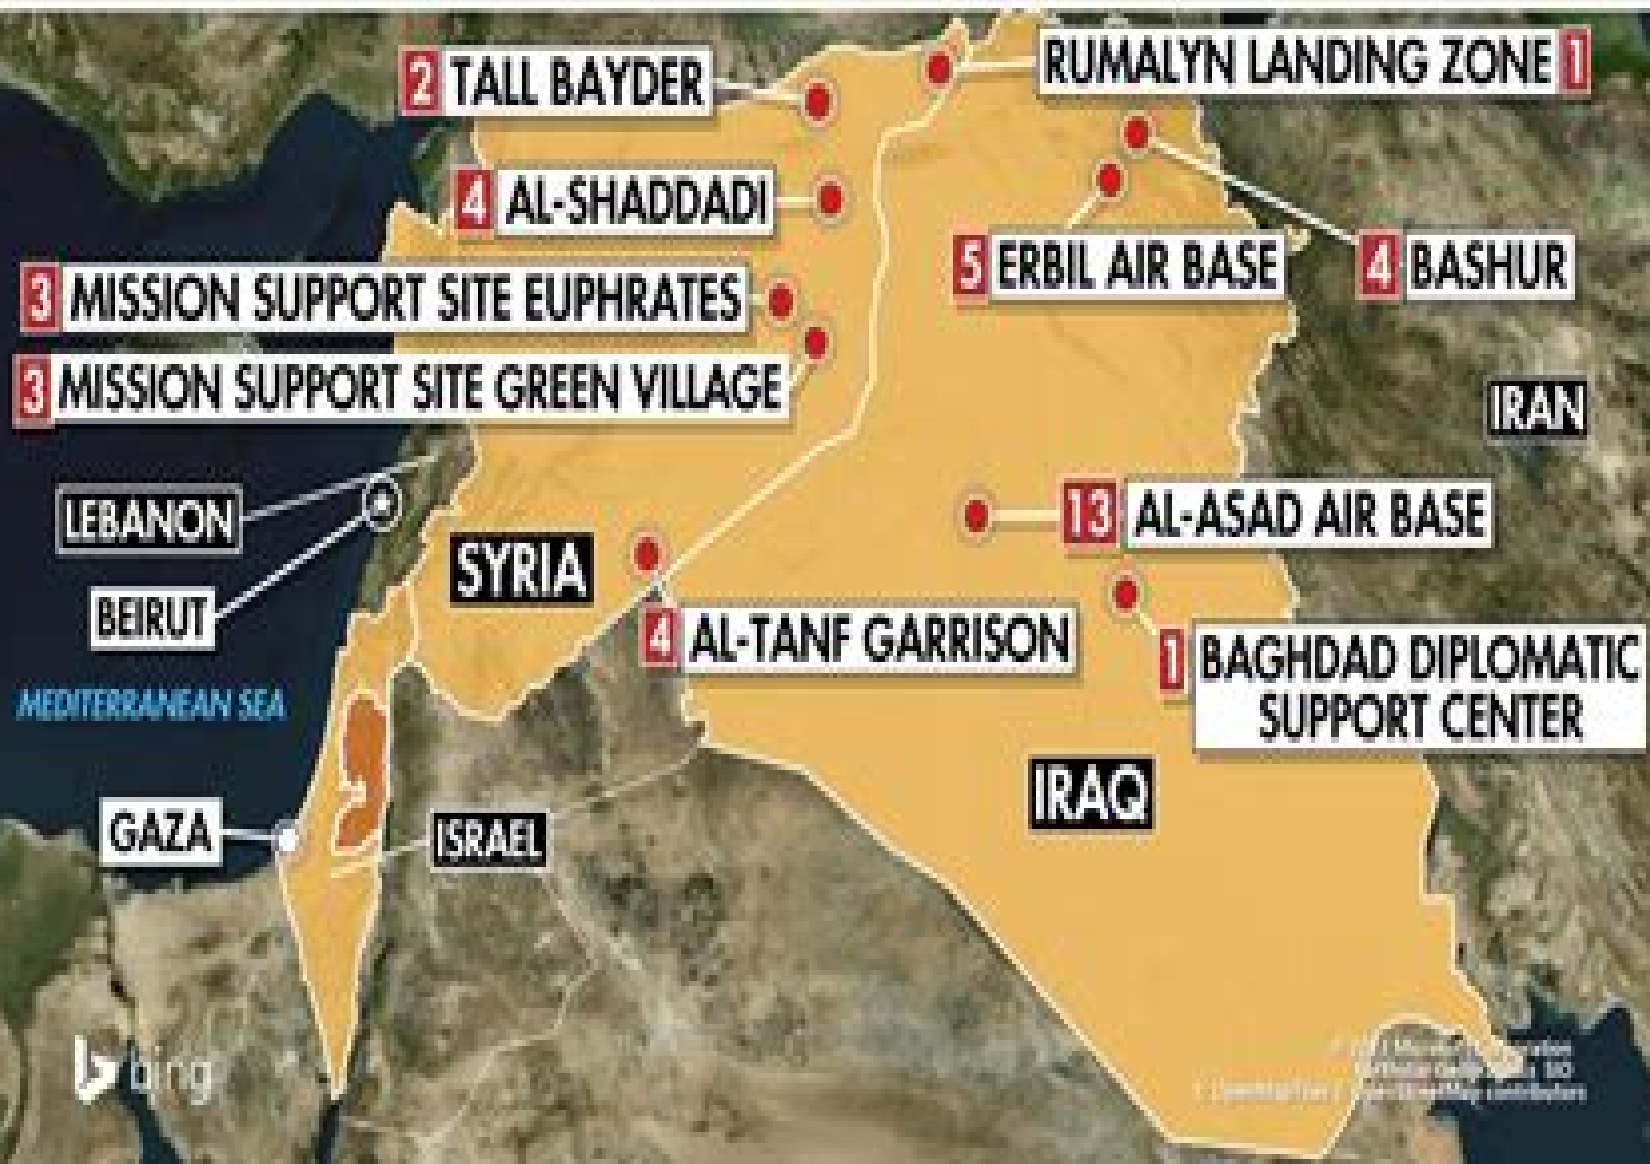 2 TALL BAYDER
RUMALYN LANDING ZONE 1
4 AL-SHADDADI
5 ERBIL AIR BASE
4 BASHUR
3 MISSION SUPPORT SITE EUPHRATES
3 MISSION SUPPORT SITE GREEN VILLAGE
IRAN
LEBANON
13 AL-ASAD AIR BASE
SYRIA
BEIRUT
4 AL-TANF GARRISON
1 BAGHDAD DIPLOMATIC
SUPPORT CENTER
MEDITERRANEAN SEA
IRAQ
GAZA
ISRAEL
bing
contributors